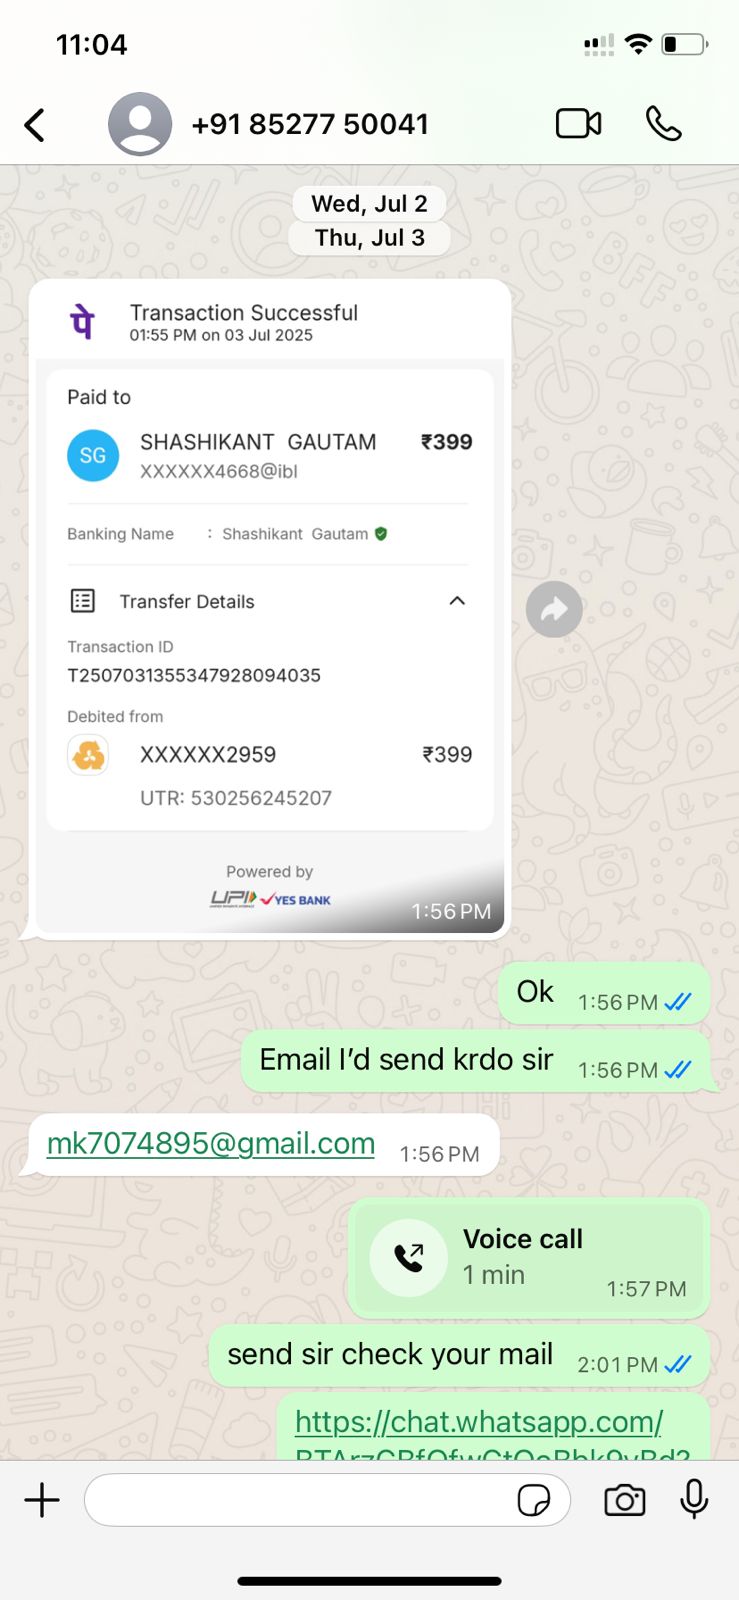 11:04
+91 85277 50041
Wed, Jul 2
Thu, Jul 3
पे
Transaction Successful
01:55 PM on 03 Jul 2025
Paid to
SG
SHASHIKANT GAUTAM ₹399
XXXXXX4668@ibl
Banking Name : Shashikant Gautam
Transfer Details
Transaction ID
T2507031355347928094035
Debited from
XXXXXX2959 ₹399
UTR: 530256245207
Powered by
UPI YES BANK
1:56 PM
Ok 1:56 PM
Email I’d send krdo sir 1:56 PM
mk7074895@gmail.com 1:56 PM
Voice call
1 min
1:57 PM
send sir check your mail 2:01 PM
https://chat.whatsapp.com/